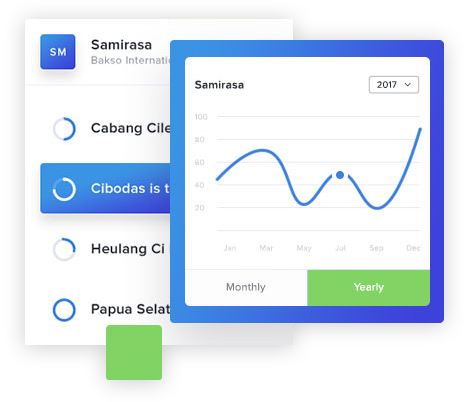 SM
Samirasa
Bakso Internatio
Cabang Cile
Cibodas is t
Heulang Ci
Papua Selat
Samirasa
2017
100
80
60
40
20
Jan Mar May Jul Sep Dec
Monthly Yearly